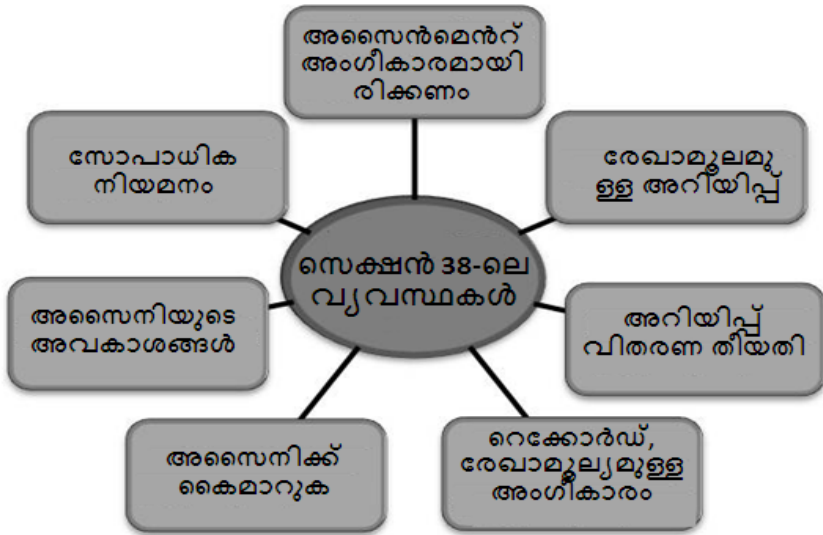 അസൈൻമെൻറ്
അംഗീകാരമായി
രിക്കണം
സോപാധിക
നിയമനം
രേഖാമൂലമു
ള്ള അറിയിപ്പ്
സെക്ഷൻ 38-ലെ
വ്യവസ്ഥകൾ
അസൈനിയുടെ
അവകാശങ്ങൾ
അറിയിപ്പ്
വിതരണ തീയതി
അസൈനിക്ക്
കൈമാറുക
റെക്കോർഡ്,
രേഖാമൂല്യമുള്ള
അംഗീകാരം